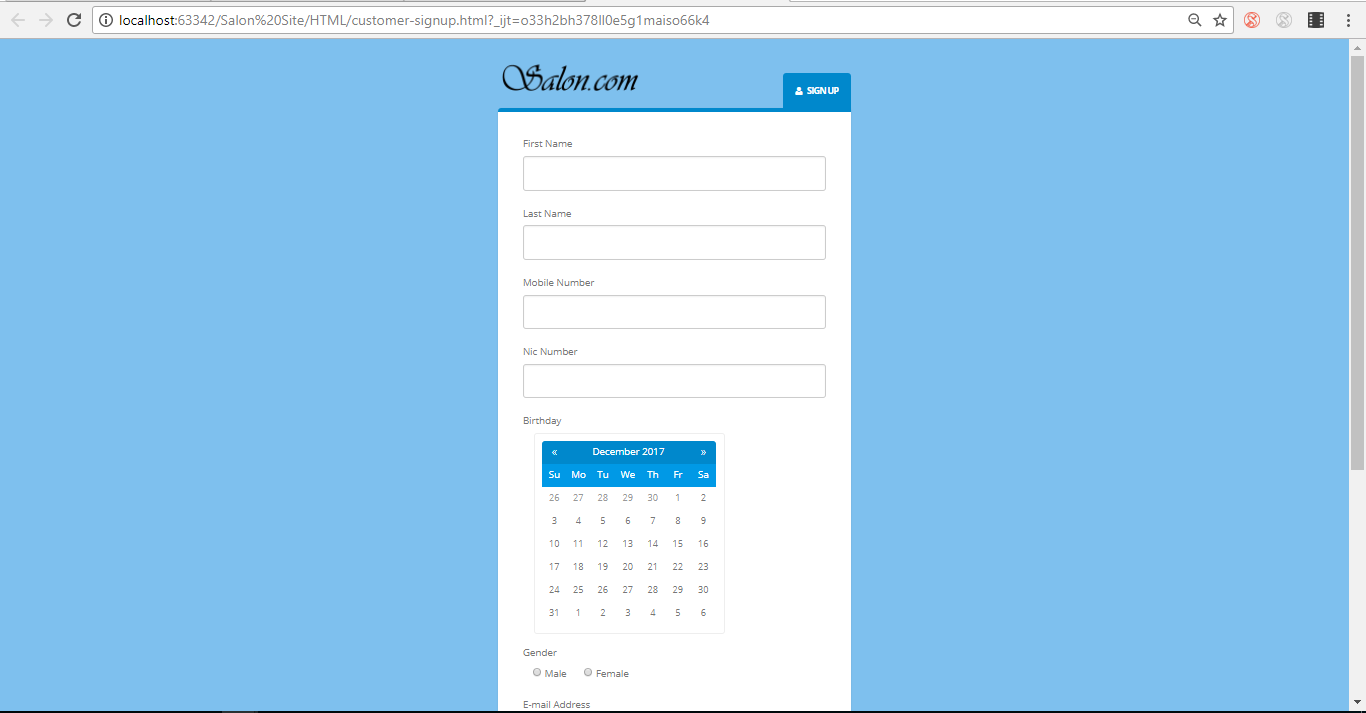 localhost:63342/Salon%20Site/HTML/customer-signup.html?_ijt=o33h2bh378ll0e5g1maiso66k4
Salon.com
SIGN UP
First Name
Last Name
Mobile Number
Nic Number
Birthday
« December 2017 »
Su Mo Tu We Th Fr Sa
26 27 28 29 30 1 2
3 4 5 6 7 8 9
10 11 12 13 14 15 16
17 18 19 20 21 22 23
24 25 26 27 28 29 30
31 1 2 3 4 5 6
Gender
Male Female
E-mail Address